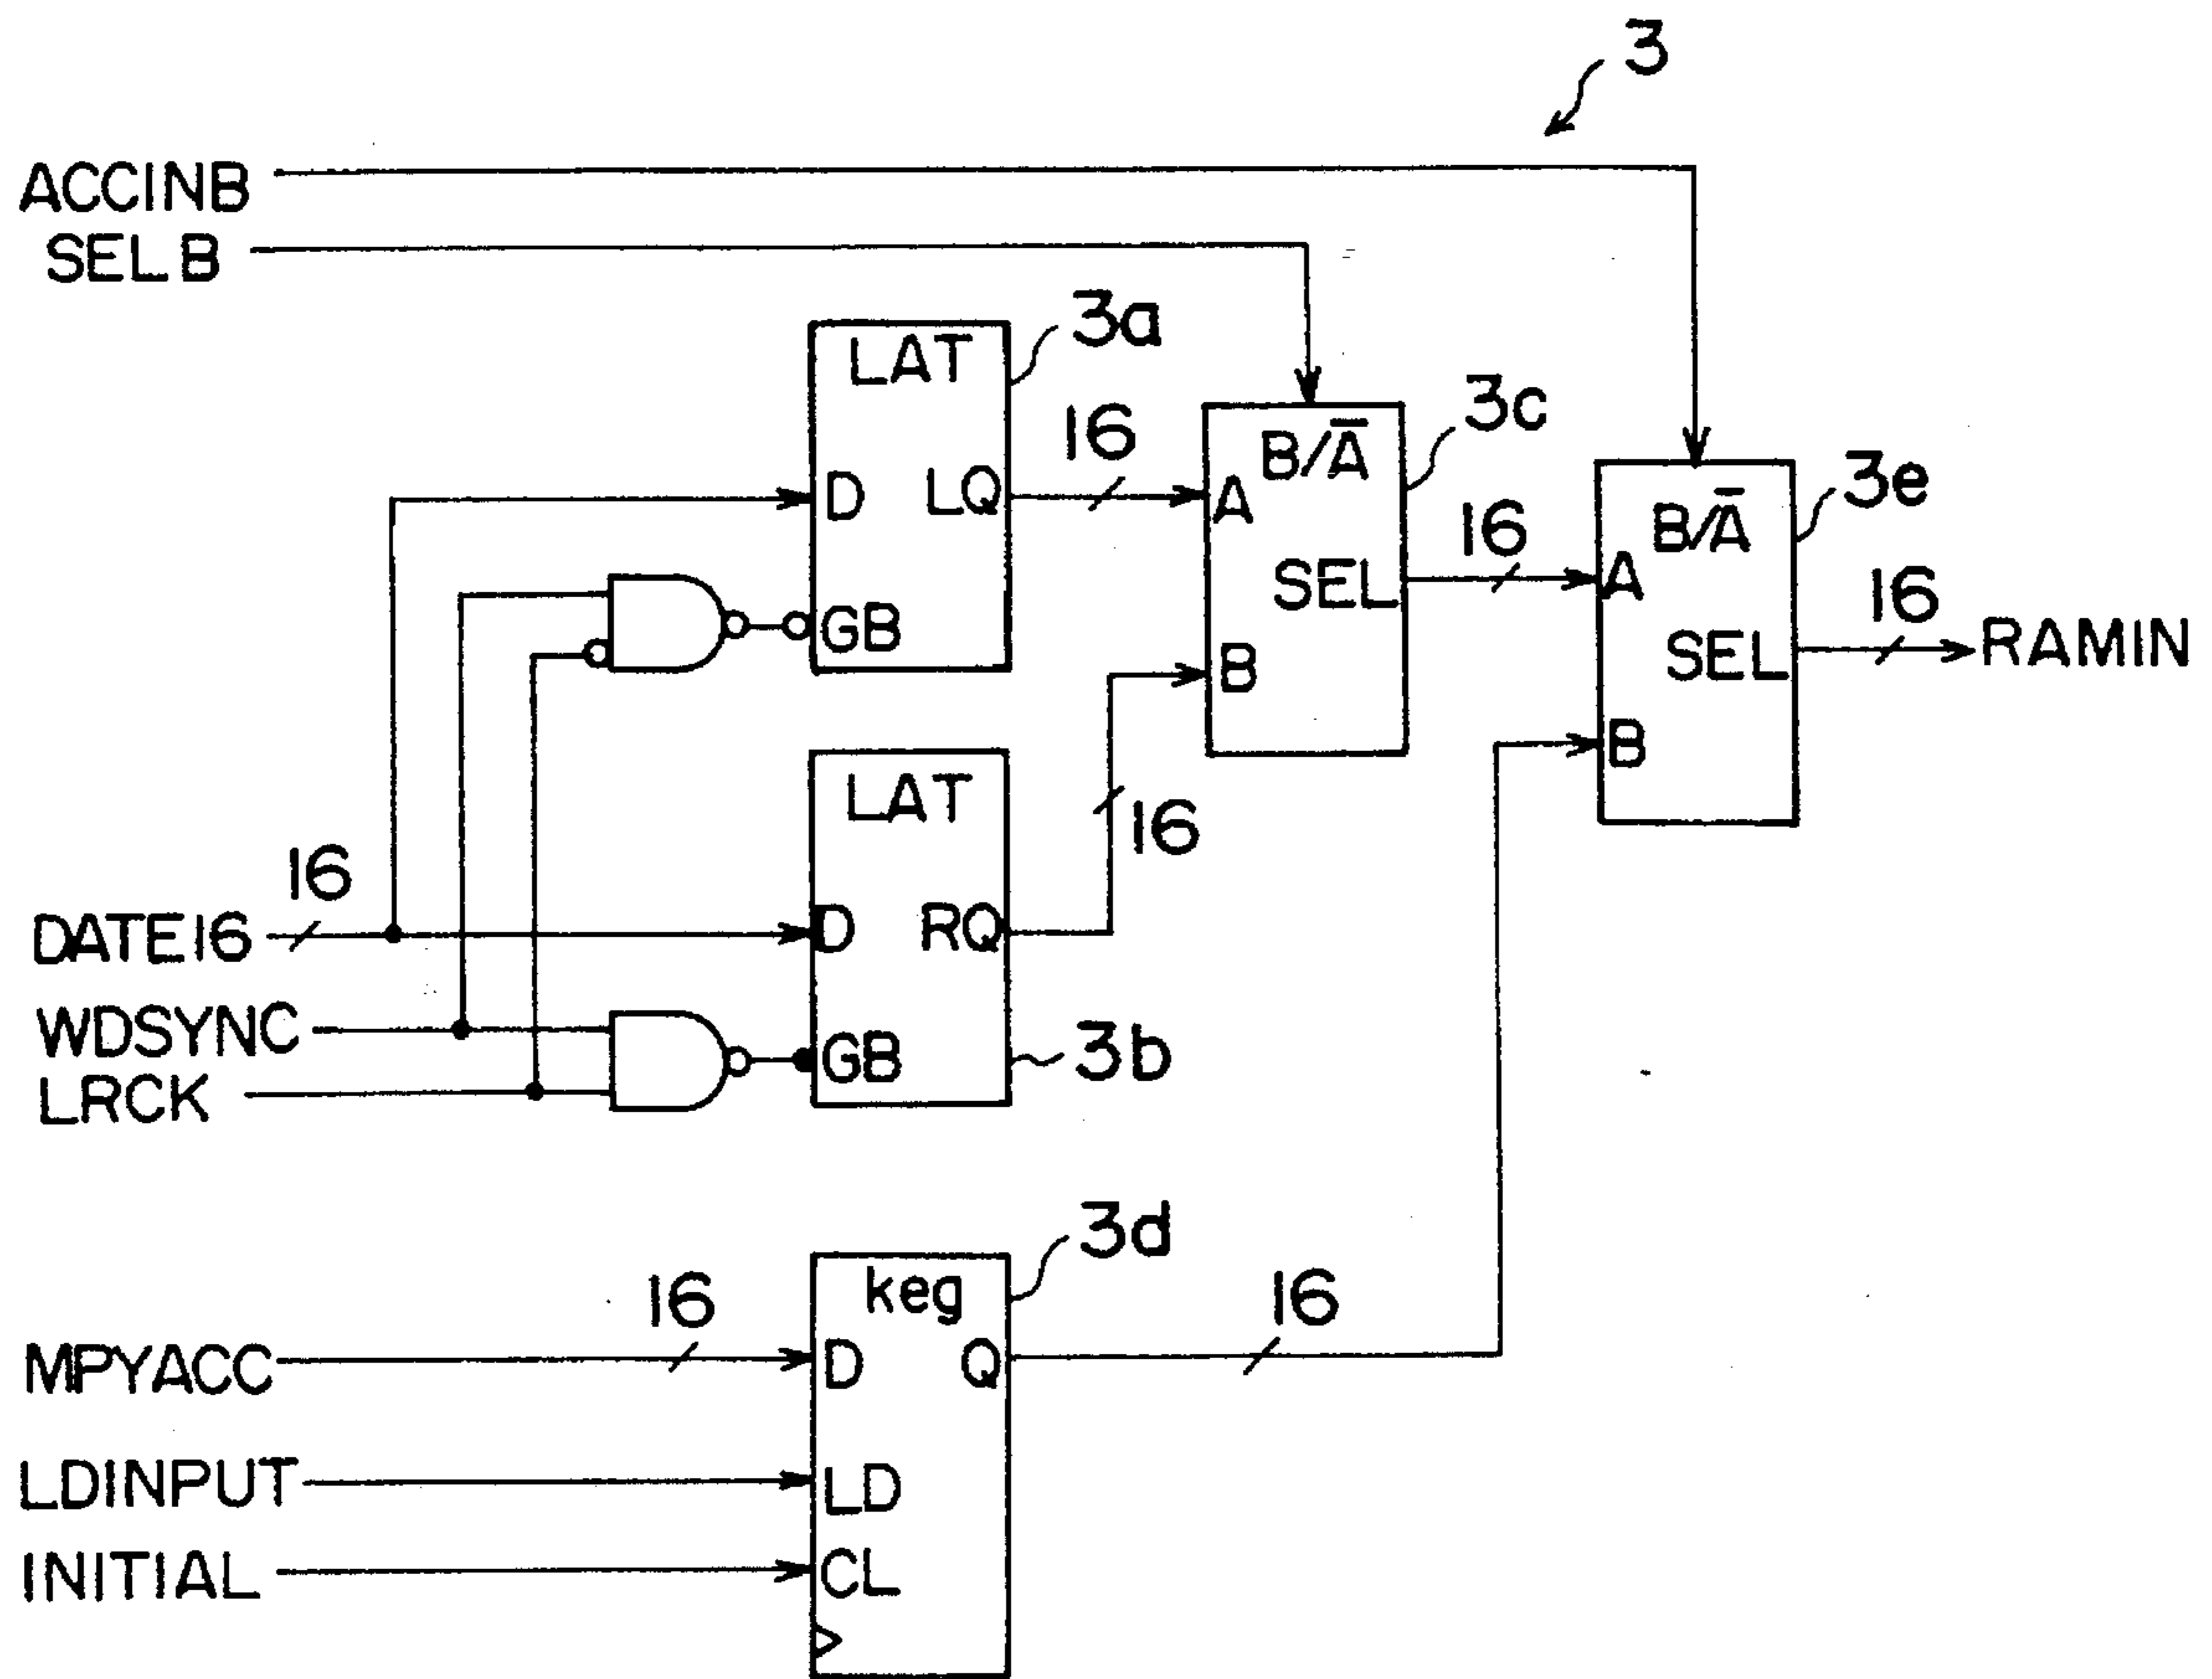 3
ACCINB
SELB
LAT
3a
D
LQ
GB
16
B/A̅
3c
A
B
SEL
16
B/A̅
3e
A
B
SEL
16
RAMIN
LAT
D
RQ
GB
3b
16
16
DATE16
WDSYNC
LRCK
3d
keg
16
MPYACC
D
Q
16
LDINPUT
LD
INITIAL
CL